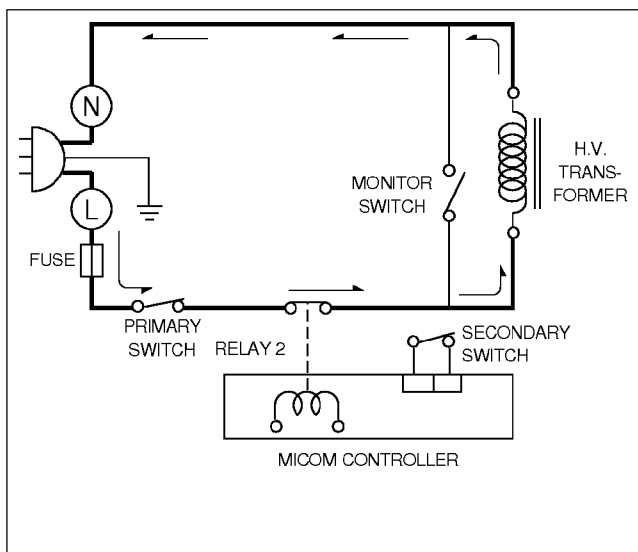 N
H.V.
TRANS-
FORMER
MONITOR
SWITCH
L
FUSE
PRIMARY
SWITCH
RELAY 2
SECONDARY
SWITCH
MICOM CONTROLLER